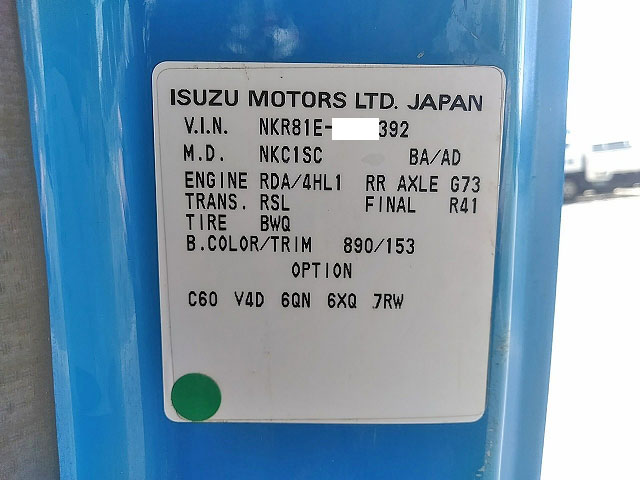 ISUZU MOTORS LTD. JAPAN
V.I.N. NKR81E- 392
M.D. NKC1SC BA/AD
ENGINE RDA/4HL1 RR AXLE G73
TRANS. RSL FINAL R41
TIRE BWQ
B.COLOR/TRIM 890/153
OPTION
C60 V4D 6QN 6XQ 7RW